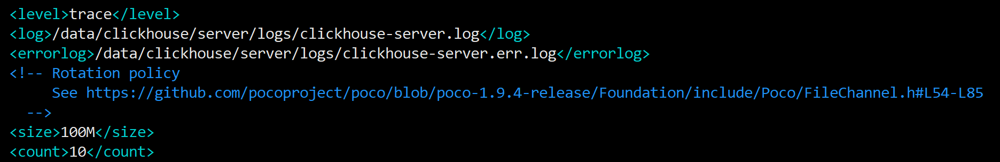 <level>trace</level>
<log>/data/clickhouse/server/logs/clickhouse-server.log</log>
<errorlog>/data/clickhouse/server/logs/clickhouse-server.err.log</errorlog>
<!-- Rotation policy
See https://github.com/pocoproject/poco/blob/poco-1.9.4-release/Foundation/include/Poco/FileChannel.h#L54-L85
-->
<size>100M</size>
<count>10</count>